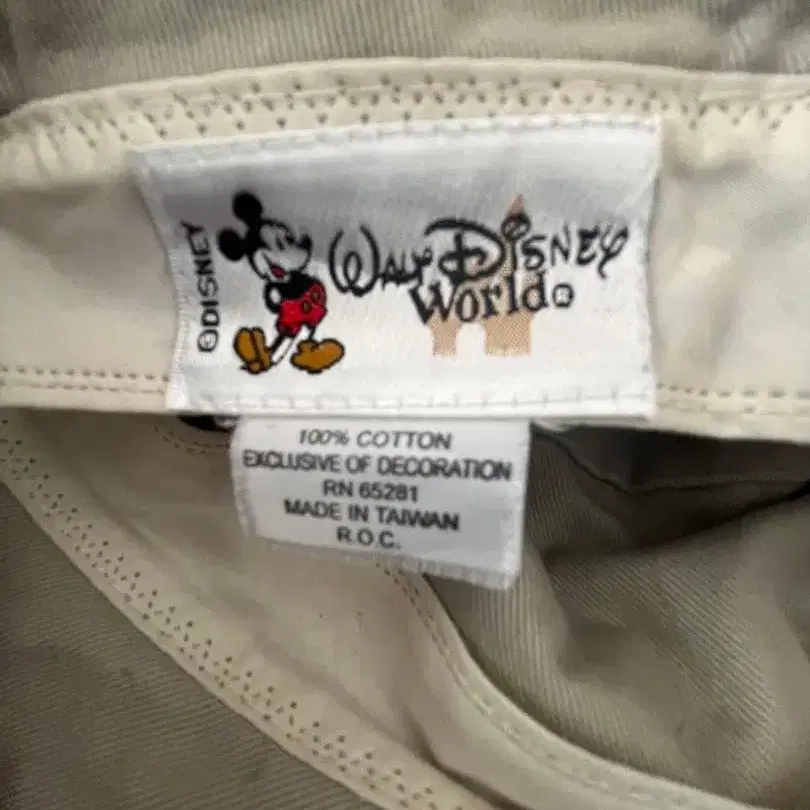 ©DISNEY
WALT DISNEY
World®
100% COTTON
EXCLUSIVE OF DECORATION
RN 65281
MADE IN TAIWAN
R.O.C.